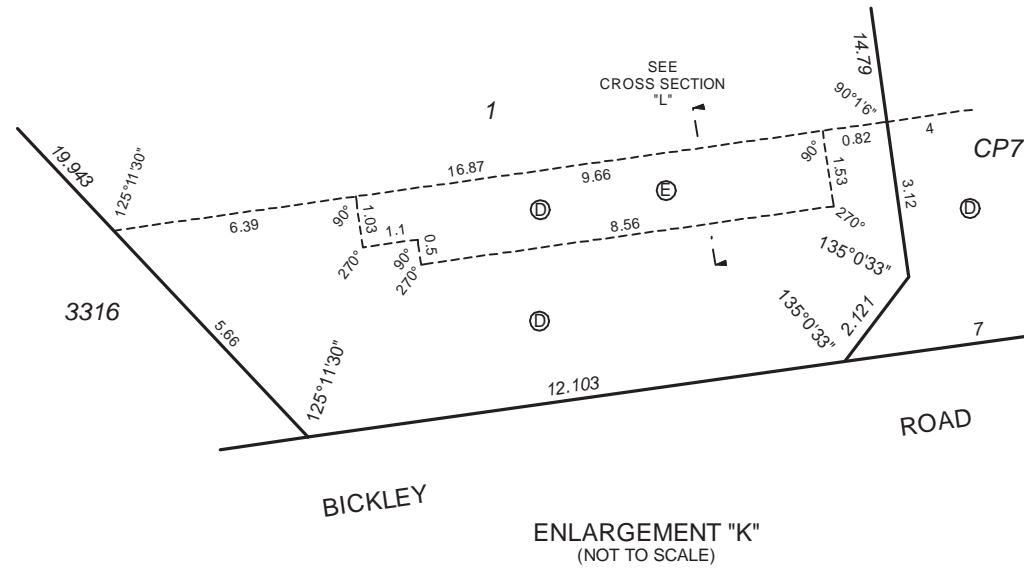 14.79
SEE
CROSS SECTION
"L"
90°1'6"
1
4
0.82
CP7
19.943
125°11'30"
16.87
9.66
90°
1.53
3.12
E
D
D
6.39
90°
1.03
1.1
0.5
8.56
270°
270°
90°
270°
135°0'33"
3316
5.66
D
135°0'33"
2.121
7
125°11'30"
12.103
BICKLEY
ROAD
ENLARGEMENT "K"
(NOT TO SCALE)